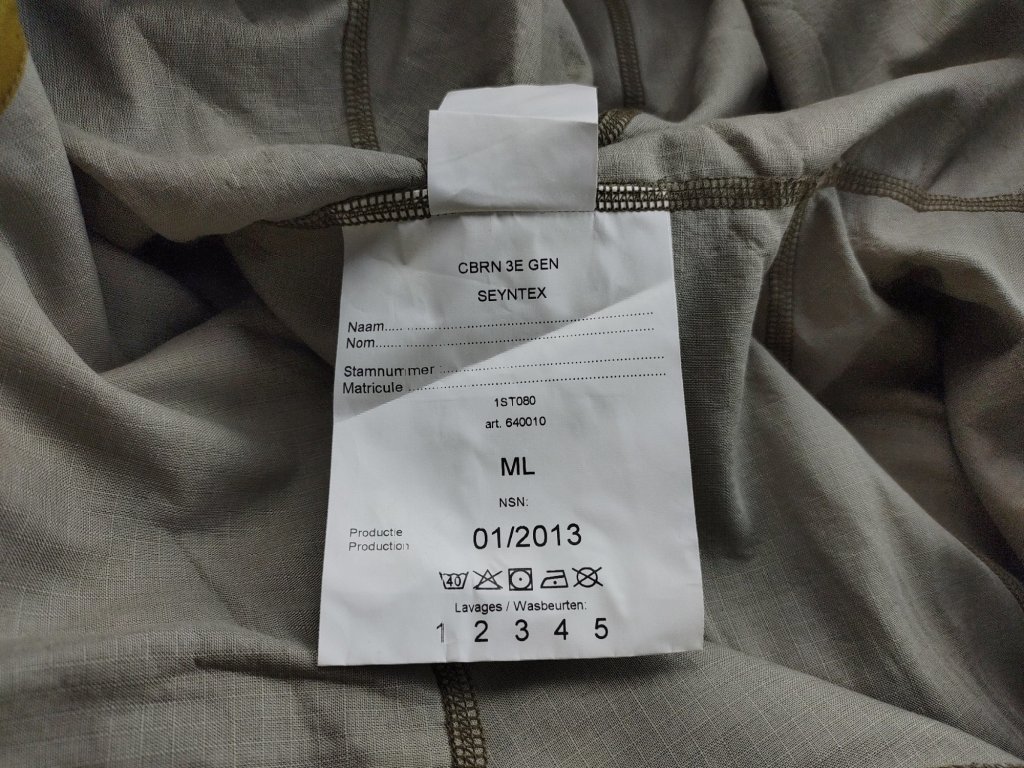 CBRN 3E GEN
SEYNTEX
Naam.....................................................
Nom.....................................................
Stamnummer :...........................................
Matricule ................................................
1ST080
art. 640010
ML
NSN:
Productie
Production 01/2013
40
Lavages / Wasbeurten:
1 2 3 4 5